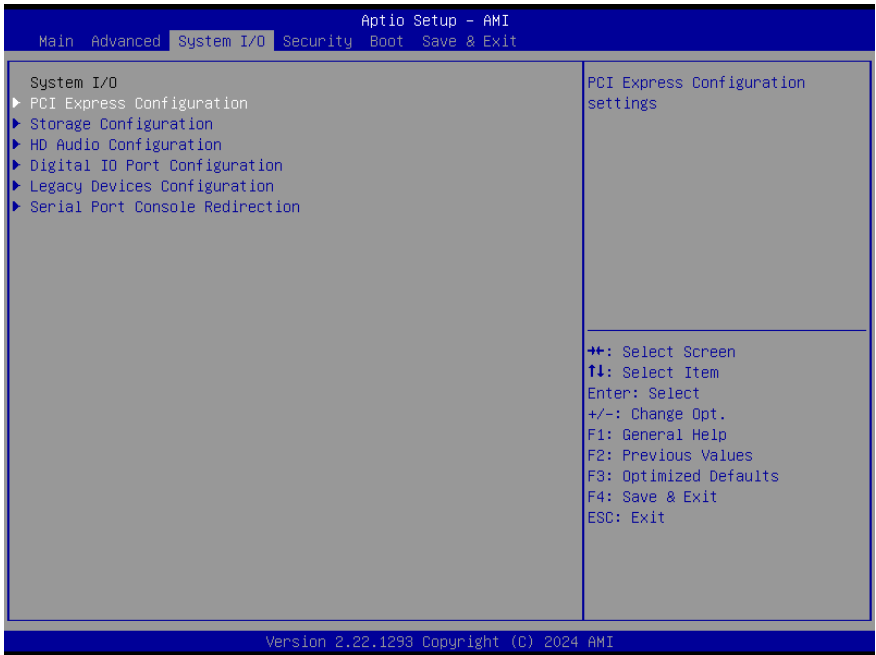 Aptio Setup - AMI
Main Advanced System I/O Security Boot Save & Exit
System I/O
PCI Express Configuration
Storage Configuration
HD Audio Configuration
Digital IO Port Configuration
Legacy Devices Configuration
Serial Port Console Redirection
PCI Express Configuration
settings
→←: Select Screen
↑↓: Select Item
Enter: Select
+/-: Change Opt.
F1: General Help
F2: Previous Values
F3: Optimized Defaults
F4: Save & Exit
ESC: Exit
Version 2.22.1293 Copyright (C) 2024 AMI